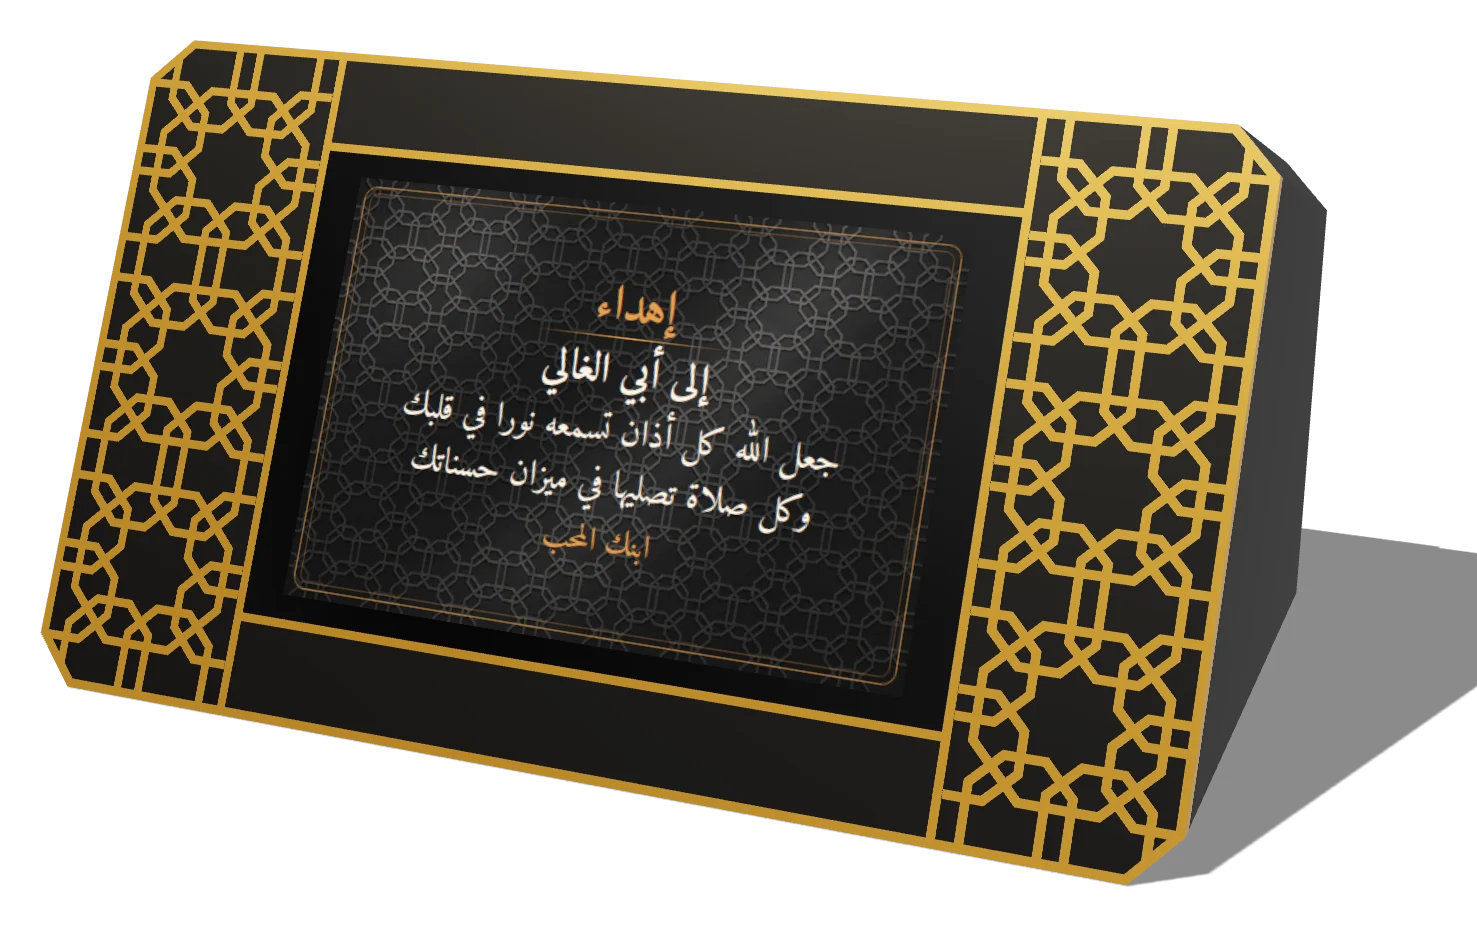 إهداء
إلى أبي الغالي
جعل الله كل أذان تسمعه نورا في قلبك
وكل صلاة تصليها في ميزان حسناتك
ابنك المحب